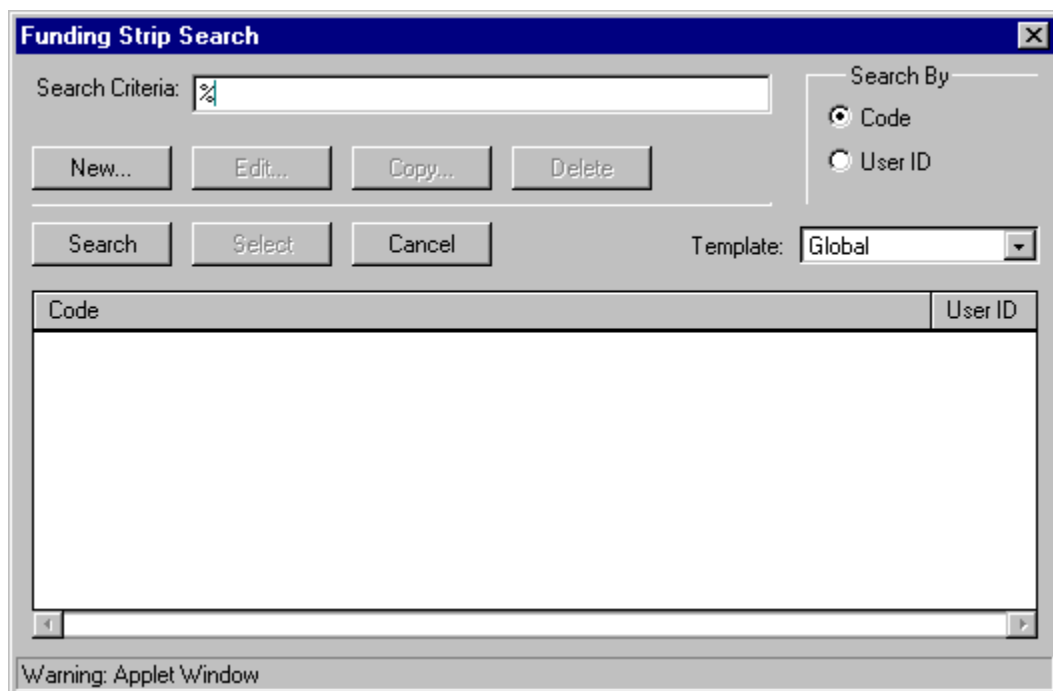 Funding Strip Search
Search Criteria: %
Search By
Code
User ID
New... Edit... Copy... Delete
Search Select Cancel Template: Global
Code User ID
Warning: Applet Window